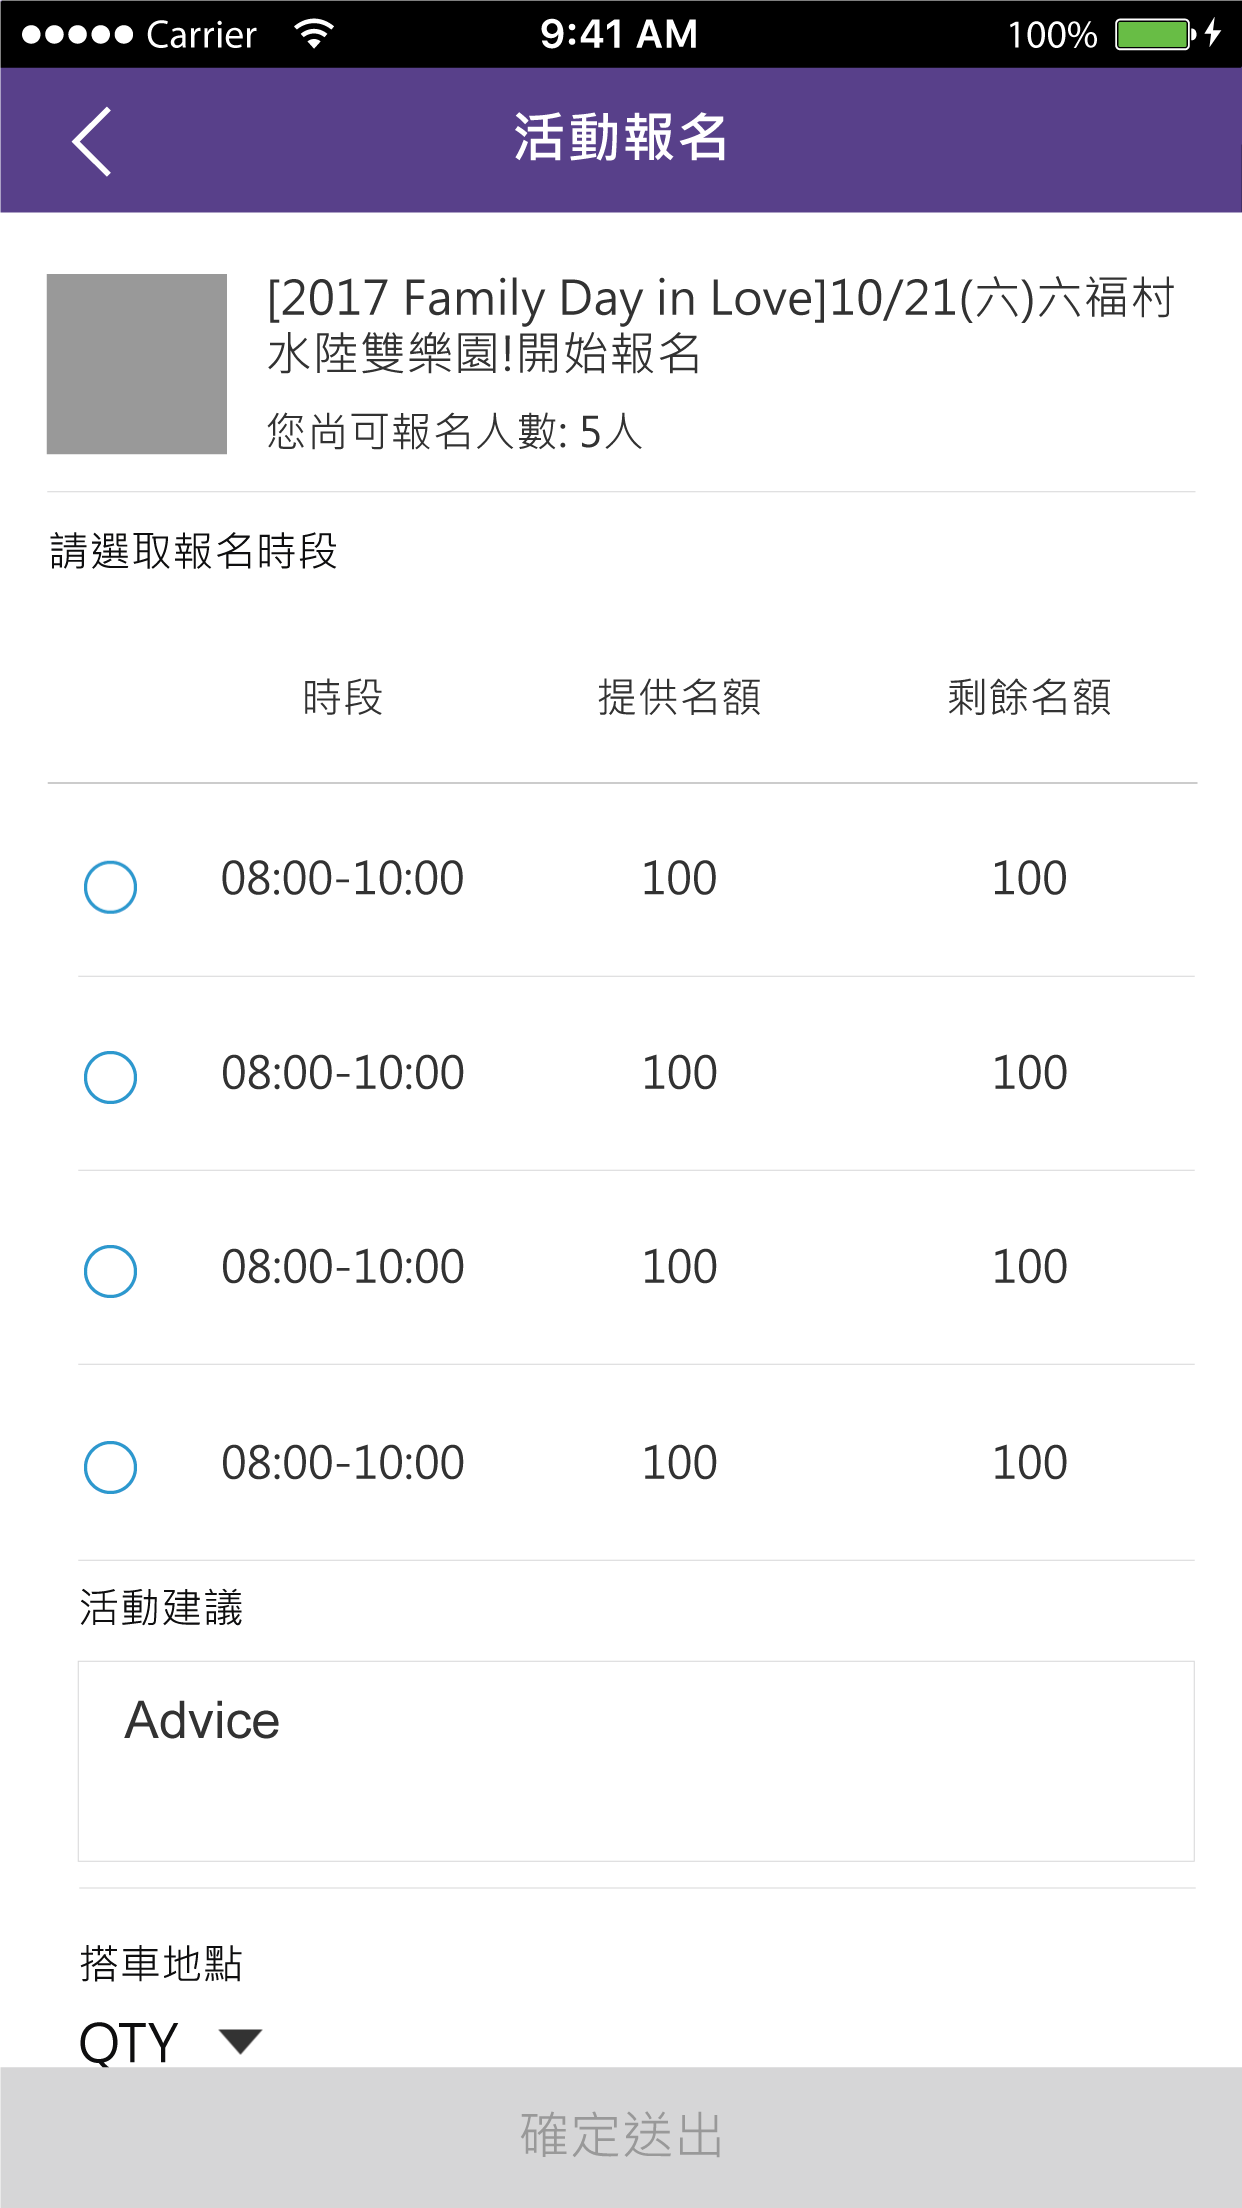 Carrier 9:41 AM 100%
活動報名
[2017 Family Day in Love]10/21(六)六福村
水陸雙樂園!開始報名
您尚可報名人數: 5人
請選取報名時段
時段 提供名額 剩餘名額
08:00-10:00 100 100
08:00-10:00 100 100
08:00-10:00 100 100
08:00-10:00 100 100
活動建議
Advice
搭車地點
QTY
確定送出